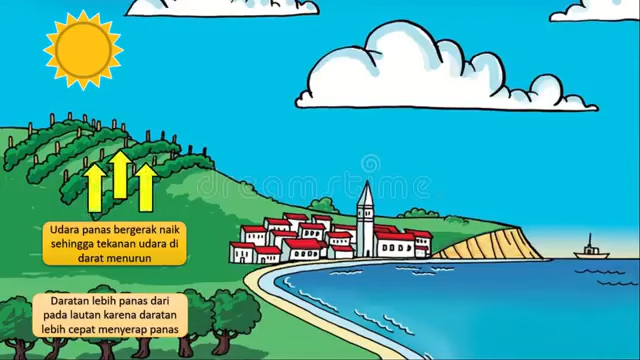 dreamtime
Udara panas bergerak naik
sehingga tekanan udara di
darat menurun
Daratan lebih panas dari
pada lautan karena daratan
lebih cepat menyerap panas